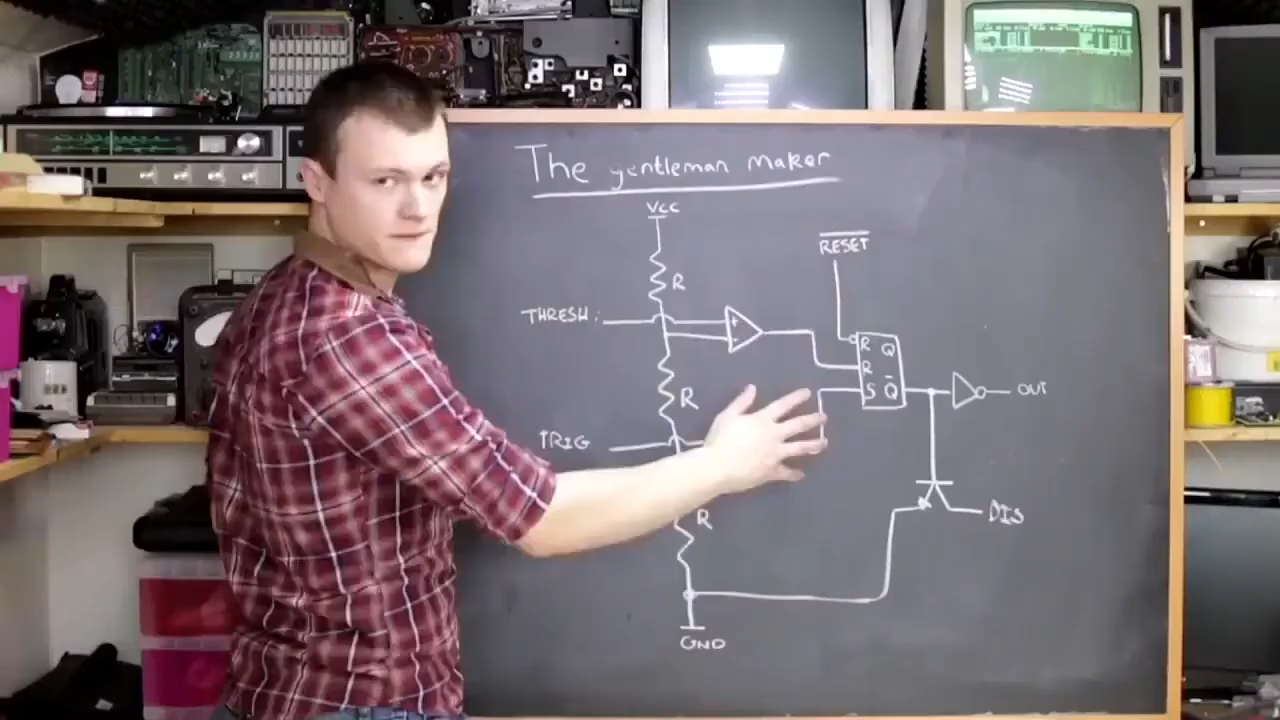 The gentleman maker
VCC
RESET
R
THRESH.
+
-
R Q
R
S Q̅
R
OUT
TRIG
R
DIS
GND